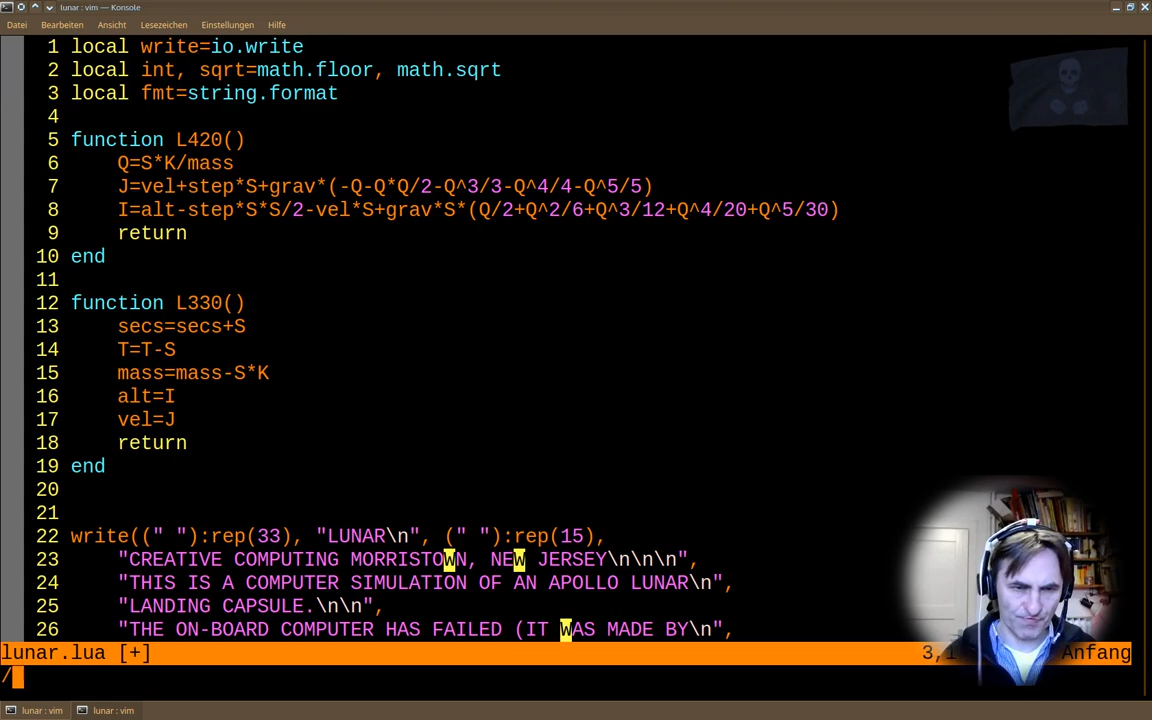 lunar : vim — Konsole
Datei Bearbeiten Ansicht Lesezeichen Einstellungen Hilfe
1 local write=io.write
2 local int, sqrt=math.floor, math.sqrt
3 local fmt=string.format
4
5 function L420()
6     Q=S*K/mass
7     J=vel+step*S+grav*(-Q-Q*Q/2-Q^3/3-Q^4/4-Q^5/5)
8     I=alt-step*S*S/2-vel*S+grav*S*(Q/2+Q^2/6+Q^3/12+Q^4/20+Q^5/30)
9     return
10 end
11
12 function L330()
13     secs=secs+S
14     T=T-S
15     mass=mass-S*K
16     alt=I
17     vel=J
18     return
19 end
20
21
22 write((" "):rep(33), "LUNAR\n", (" "):rep(15),
23     "CREATIVE COMPUTING MORRISTOWN, NEW JERSEY\n\n\n",
24     "THIS IS A COMPUTER SIMULATION OF AN APOLLO LUNAR\n",
25     "LANDING CAPSULE.\n\n",
26     "THE ON-BOARD COMPUTER HAS FAILED (IT WAS MADE BY\n",
lunar.lua [+] 3,1 Anfang
/
lunar : vim lunar : vim